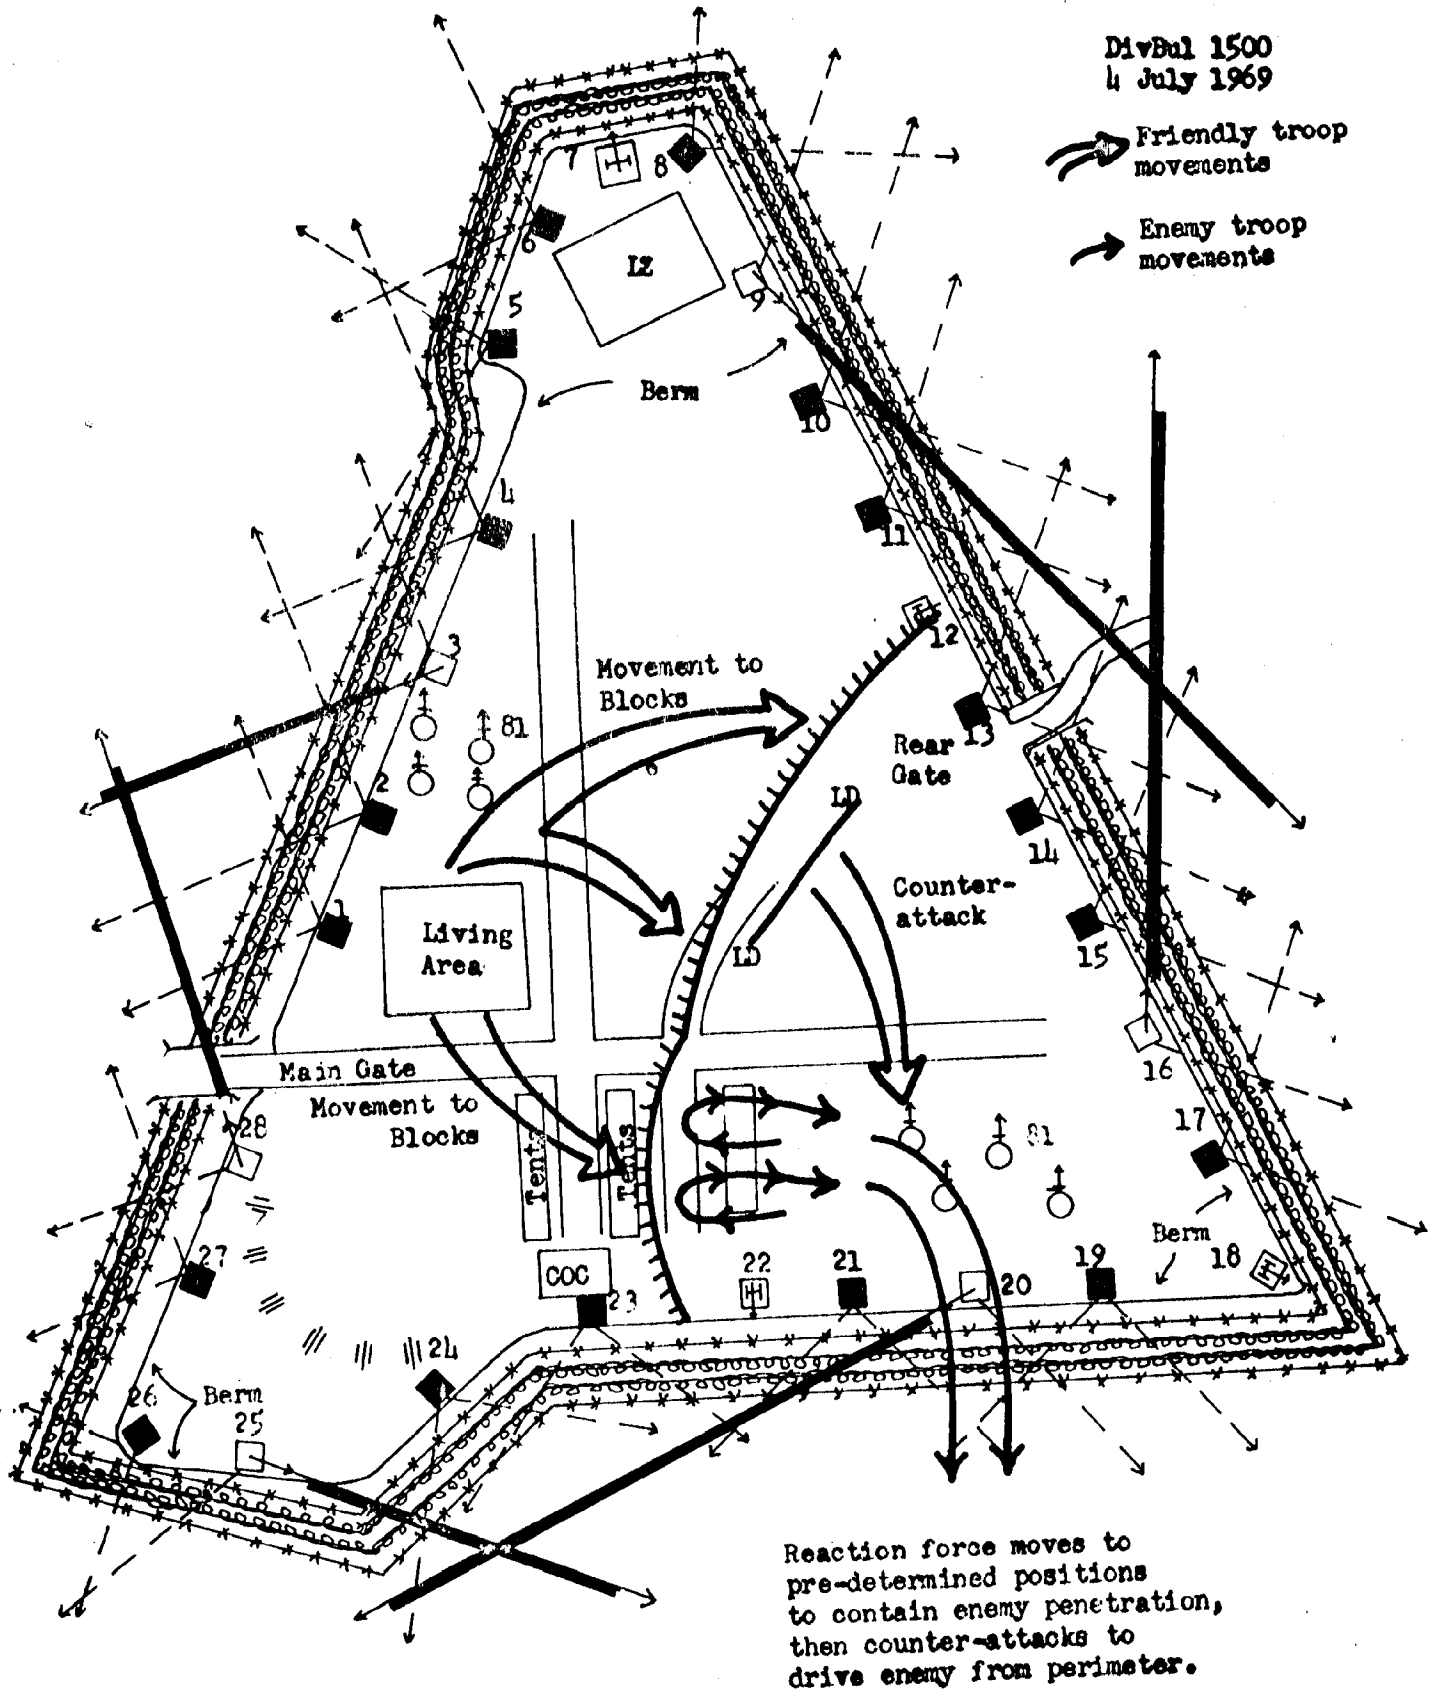 DivBul 1500
4 July 1969
Friendly troop
movements
Enemy troop
movements
7
8
6
LZ
9
5
Berm
10
4
11
12
3
Movement to
Blocks
81
13
Rear
Gate
2
LD
14
1
Counter-
attack
Living
Area
LD
15
16
Main Gate
Movement to
Blocks
28
Tents
Tents
81
17
27
Berm
COC
22
21
19
18
23
20
24
26
Berm
25
Reaction force moves to
pre-determined positions
to contain enemy penetration,
then counter-attacks to
drive enemy from perimeter.